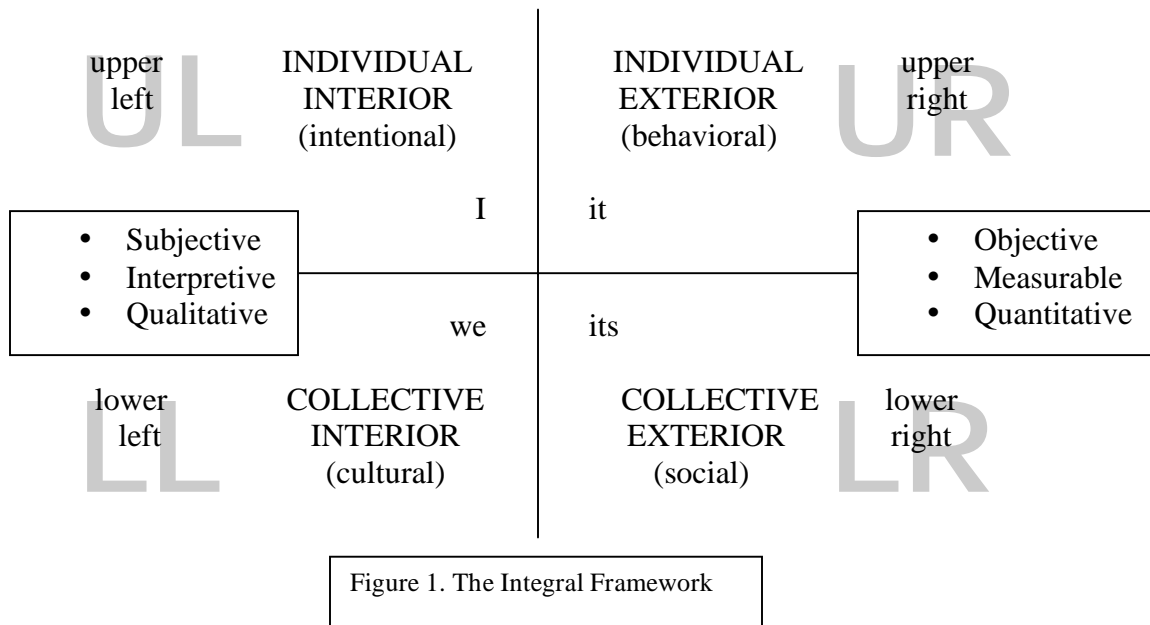 upper left
UL
INDIVIDUAL
INTERIOR
(intentional)
I
INDIVIDUAL
EXTERIOR
(behavioral)
it
upper
right
UR
• Subjective
• Interpretive
• Qualitative
• Objective
• Measurable
• Quantitative
we
lower
left
LL
COLLECTIVE
INTERIOR
(cultural)
its
COLLECTIVE
EXTERIOR
(social)
lower
right
LR
Figure 1. The Integral Framework